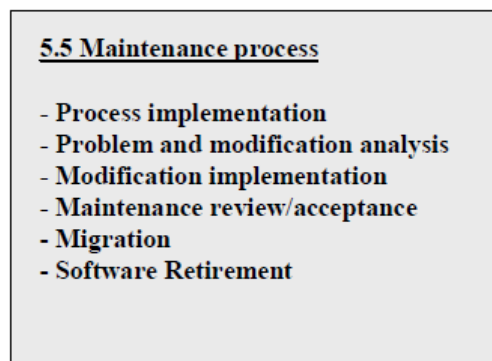 5.5 Maintenance process
- Process implementation
- Problem and modification analysis
- Modification implementation
- Maintenance review/acceptance
- Migration
- Software Retirement